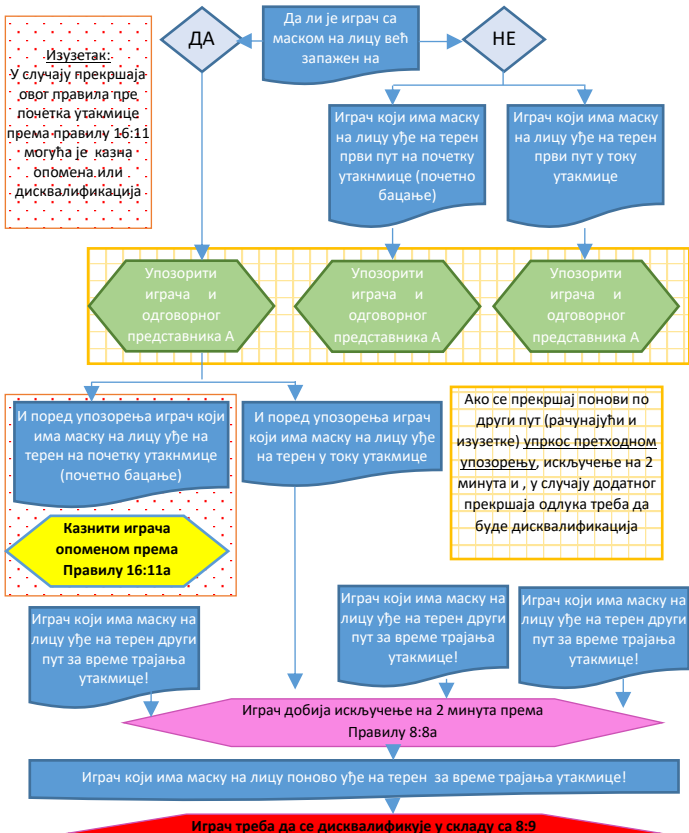 Да ли је играч са
маском на лицу већ
запажен на
ДА
НЕ
Изузетак:
У случају прекршаја
овог правила пре
почетка утакмице
према правилу 16:11
могућа је казна
опомена или
дисквалификација
Играч који има маску
на лицу уђе на терен
први пут на почетку
утакнмице (почетно
бацање)
Играч који има маску
на лицу уђе на терен
први пут у току
утакмице
Упозорити
играча и
одговорног
представника А
Упозорити
играча и
одговорног
представника А
Упозорити
играча и
одговорног
представника А
И поред упозорења играч који
има маску на лицу уђе на
терен на почетку утакнмице
(почетно бацање)
И поред упозорења играч
који има маску на лицу уђе
на терен у току утакмице
Ако се прекршај понови по
други пут (рачунајући и
изузетке) упркос претходном
упозорењу, искључење на 2
минута и , у случају додатног
прекршаја одлука треба да
буде дисквалификација
Казнити играча
опоменом према
Правилу 16:11а
Играч који има маску на
лицу уђе на терен други
пут за време трајања
утакмице!
Играч који има маску на
лицу уђе на терен други
пут за време трајања
утакмице!
Играч који има маску на
лицу уђе на терен други
пут за време трајања
утакмице!
Играч добија искључење на 2 минута према
Правилу 8:8а
Играч који има маску на лицу поново уђе на терен за време трајања утакмице!
Играч треба да се дисквалификује у складу са 8:9